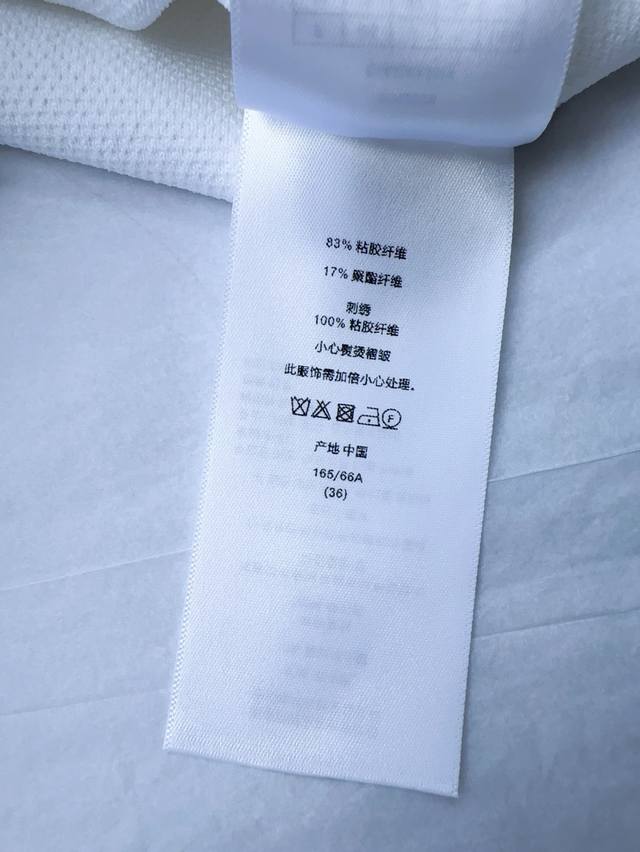 83% 粘胶纤维
17% 聚酯纤维
刺绣
100% 粘胶纤维
小心熨烫褶皱
此服饰需加倍小心处理。
F
产地 中国
165/66A
(36)